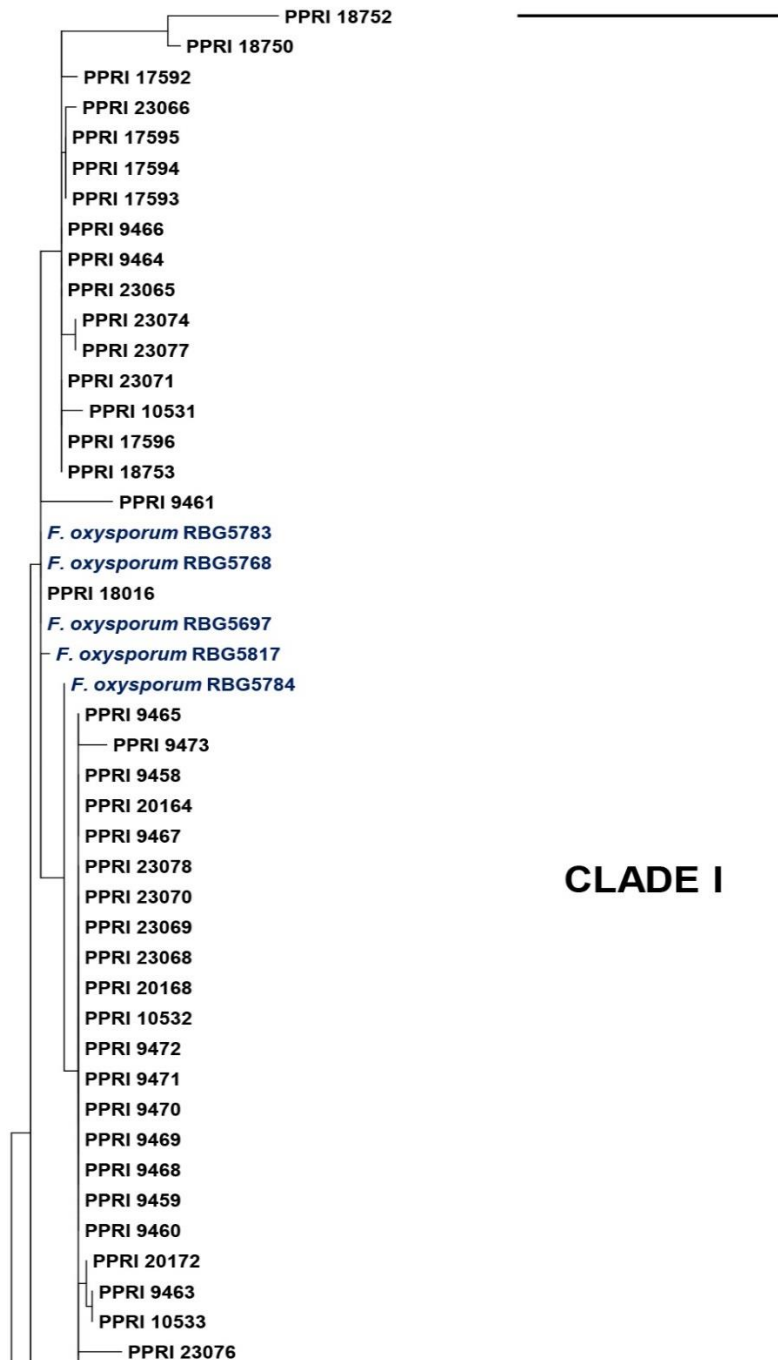 PPRI 18752
PPRI 18750
PPRI 17592
PPRI 23066
PPRI 17595
PPRI 17594
PPRI 17593
PPRI 9466
PPRI 9464
PPRI 23065
PPRI 23074
PPRI 23077
PPRI 23071
PPRI 10531
PPRI 17596
PPRI 18753
PPRI 9461
F. oxysporum RBG5783
F. oxysporum RBG5768
PPRI 18016
F. oxysporum RBG5697
F. oxysporum RBG5817
F. oxysporum RBG5784
PPRI 9465
PPRI 9473
PPRI 9458
PPRI 20164
PPRI 9467
PPRI 23078
CLADE I
PPRI 23070
PPRI 23069
PPRI 23068
PPRI 20168
PPRI 10532
PPRI 9472
PPRI 9471
PPRI 9470
PPRI 9469
PPRI 9468
PPRI 9459
PPRI 9460
PPRI 20172
PPRI 9463
PPRI 10533
PPRI 23076